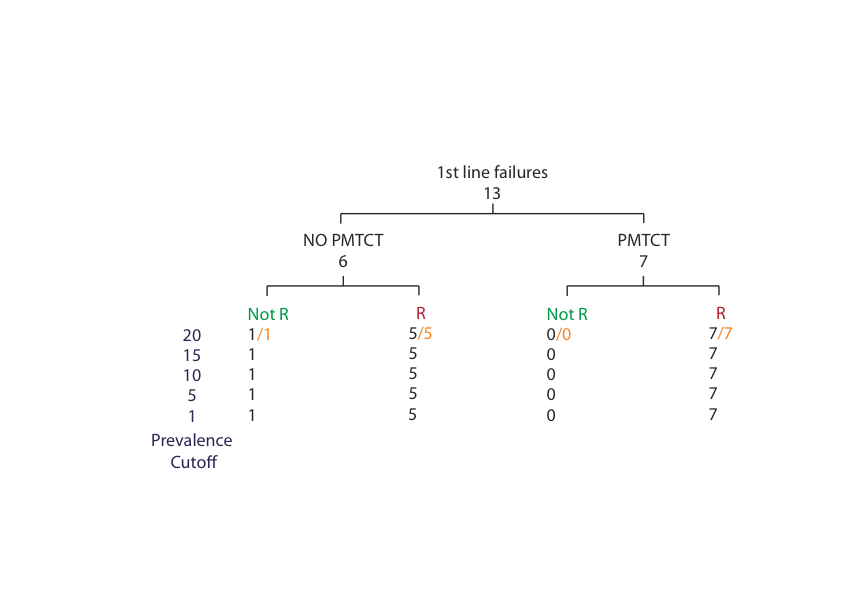 1st line failures
13
NO PMTCT PMTCT
6 7
Not R R Not R R
20 1/1 5/5 0/0 7/7
15 1 5 0 7
10 1 5 0 7
5 1 5 0 7
1 1 5 0 7
Prevalence
Cutoff